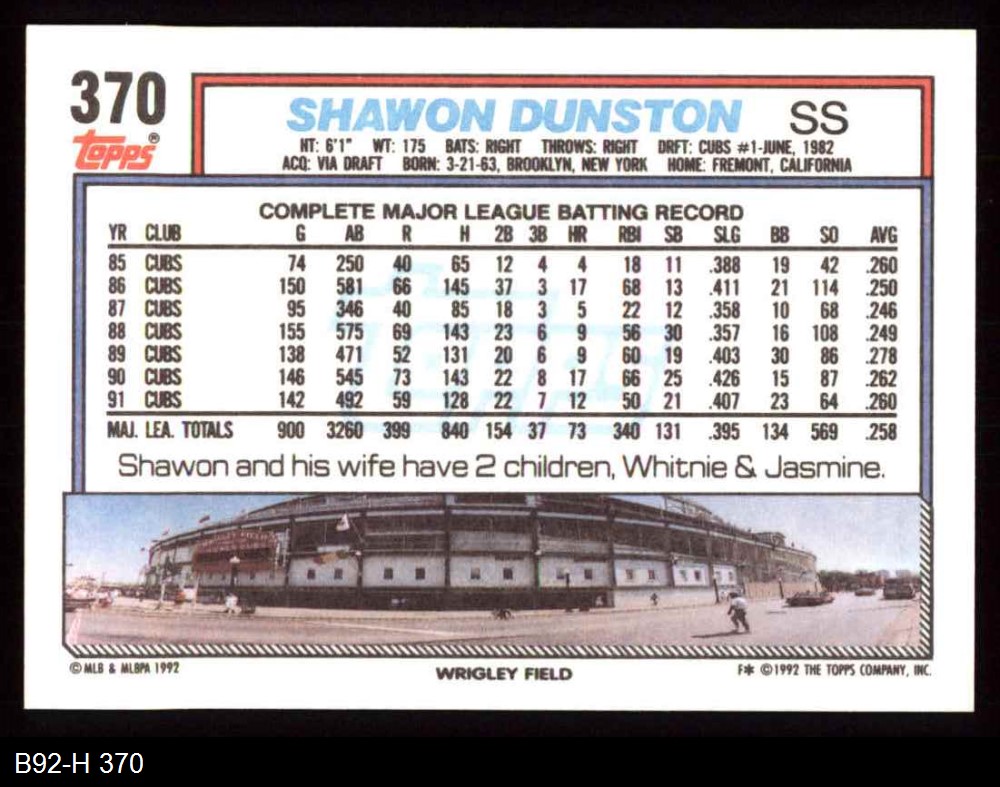 370
topps®
SHAWON DUNSTON SS
HT: 6'1" WT: 175 BATS: RIGHT THROWS: RIGHT DRFT: CUBS #1-JUNE, 1982
ACQ: VIA DRAFT BORN: 3-21-63, BROOKLYN, NEW YORK HOME: FREMONT, CALIFORNIA
COMPLETE MAJOR LEAGUE BATTING RECORD
YR CLUB G AB R H 2B 3B HR RBI SB SLG BB SO AVG
85 CUBS 74 250 40 65 12 4 4 18 11 .388 19 42 .260
86 CUBS 150 581 66 145 37 3 17 68 13 .411 21 114 .250
87 CUBS 95 346 40 85 18 3 5 22 12 .358 10 68 .246
88 CUBS 155 575 69 143 23 6 9 56 30 .357 16 108 .249
89 CUBS 138 471 52 131 20 6 9 60 19 .403 30 86 .278
90 CUBS 146 545 73 143 22 8 17 66 25 .426 15 87 .262
91 CUBS 142 492 59 128 22 7 12 50 21 .407 23 64 .260
MAJ. LEA. TOTALS 900 3260 399 840 154 37 73 340 131 .395 134 569 .258
Shawon and his wife have 2 children, Whitnie & Jasmine.
© MLB & MLBPA 1992
WRIGLEY FIELD
F* © 1992 THE TOPPS COMPANY, INC.
B92-H 370